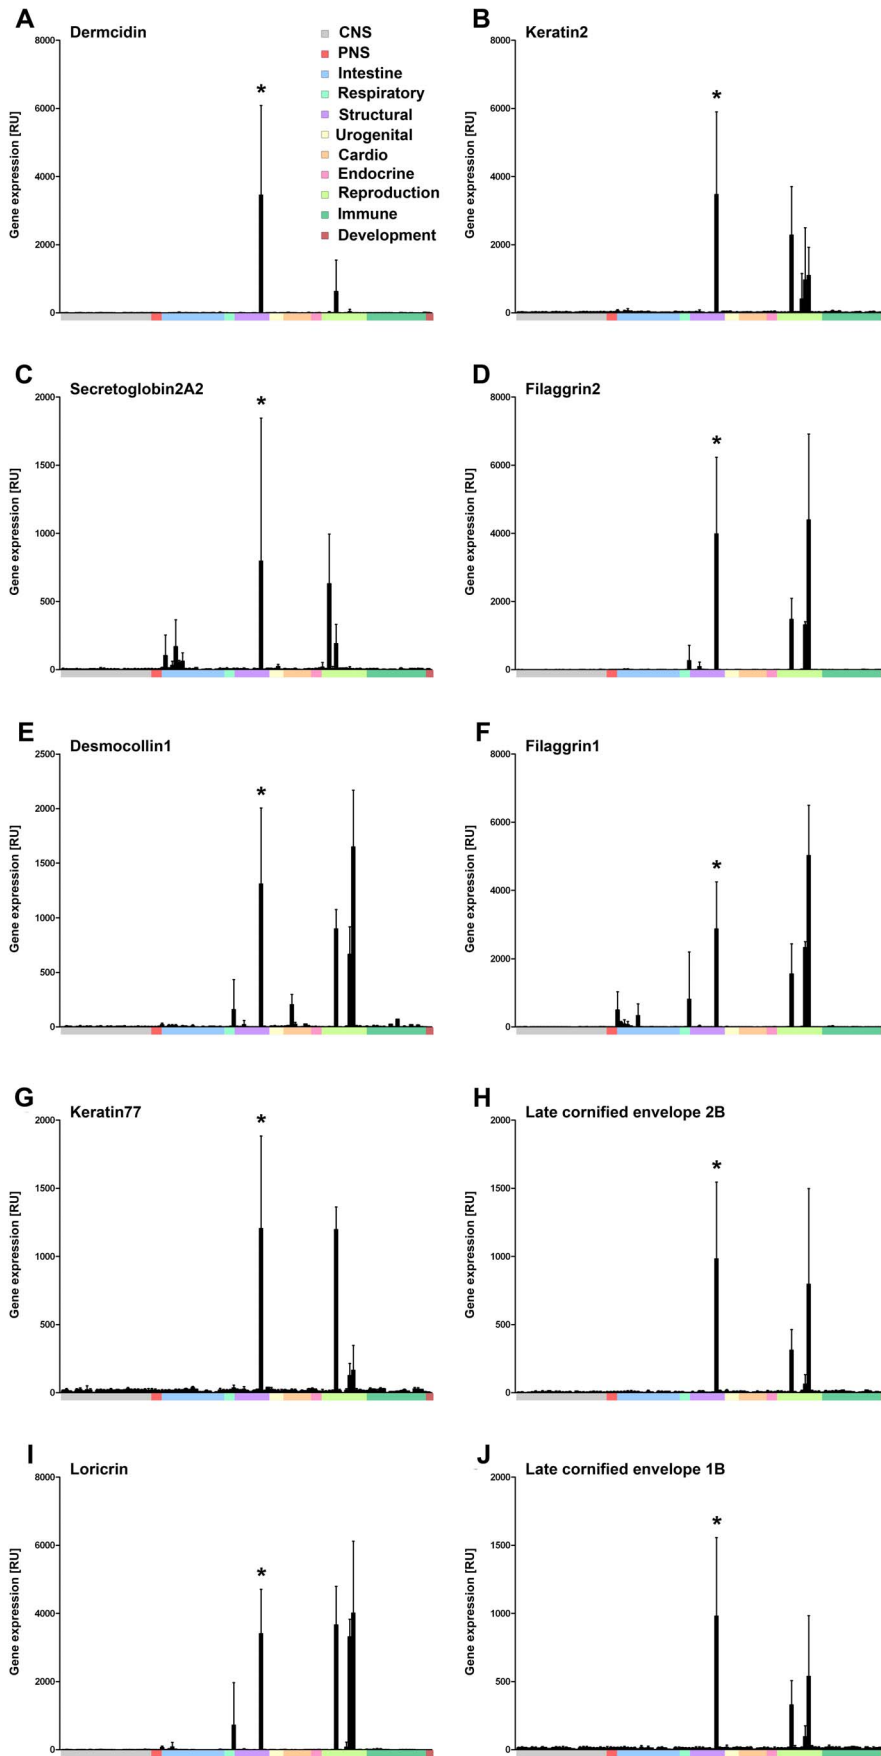 A
Dermcidin
8000
6000
4000
2000
0
Gene expression [RU]
*
CNS
PNS
Intestine
Respiratory
Structural
Urogenital
Cardio
Endocrine
Reproduction
Immune
Development
B
Keratin2
8000
6000
4000
2000
0
Gene expression [RU]
*
C
Secretoglobin2A2
2000
1500
1000
500
0
Gene expression [RU]
*
D
Filaggrin2
8000
6000
4000
2000
0
Gene expression [RU]
*
E
Desmocollin1
2500
2000
1500
1000
500
0
Gene expression [RU]
*
F
Filaggrin1
8000
6000
4000
2000
0
Gene expression [RU]
*
G
Keratin77
2000
1500
1000
500
0
Gene expression [RU]
*
H
Late cornified envelope 2B
2000
1500
1000
500
0
Gene expression [RU]
*
I
Loricrin
8000
6000
4000
2000
0
Gene expression [RU]
*
J
Late cornified envelope 1B
2000
1500
1000
500
0
Gene expression [RU]
*